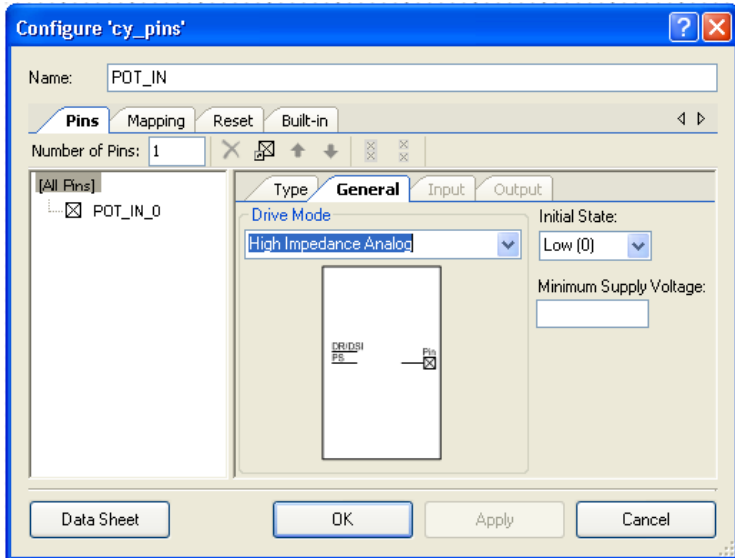 Configure 'cy_pins'
Name: POT_IN
Pins Mapping Reset Built-in
Number of Pins: 1
[All Pins]
POT_IN_0
Type General Input Output
Drive Mode
High Impedance Analog
DR/DSI
PS
Pin
Initial State:
Low (0)
Minimum Supply Voltage:
Data Sheet OK Apply Cancel